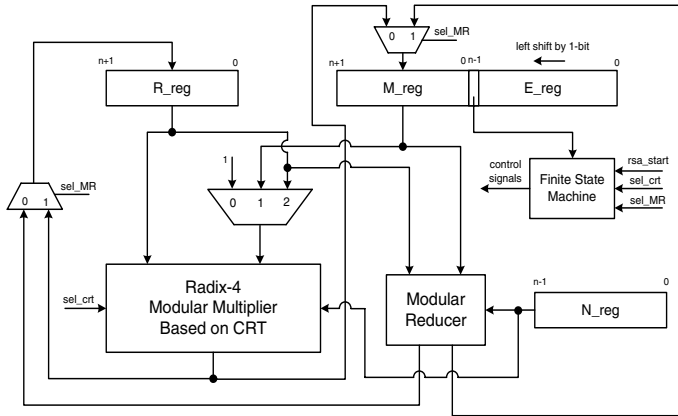 0 1
sel_MR
n+1 0
R_reg
n+1 0 n-1 0
left shift by 1-bit
M_reg E_reg
0 1
sel_MR
1
0 1 2
control
signals
Finite State
Machine
rsa_start
sel_crt
sel_MR
sel_crt
Radix-4
Modular Multiplier
Based on CRT
Modular
Reducer
n-1 0
N_reg